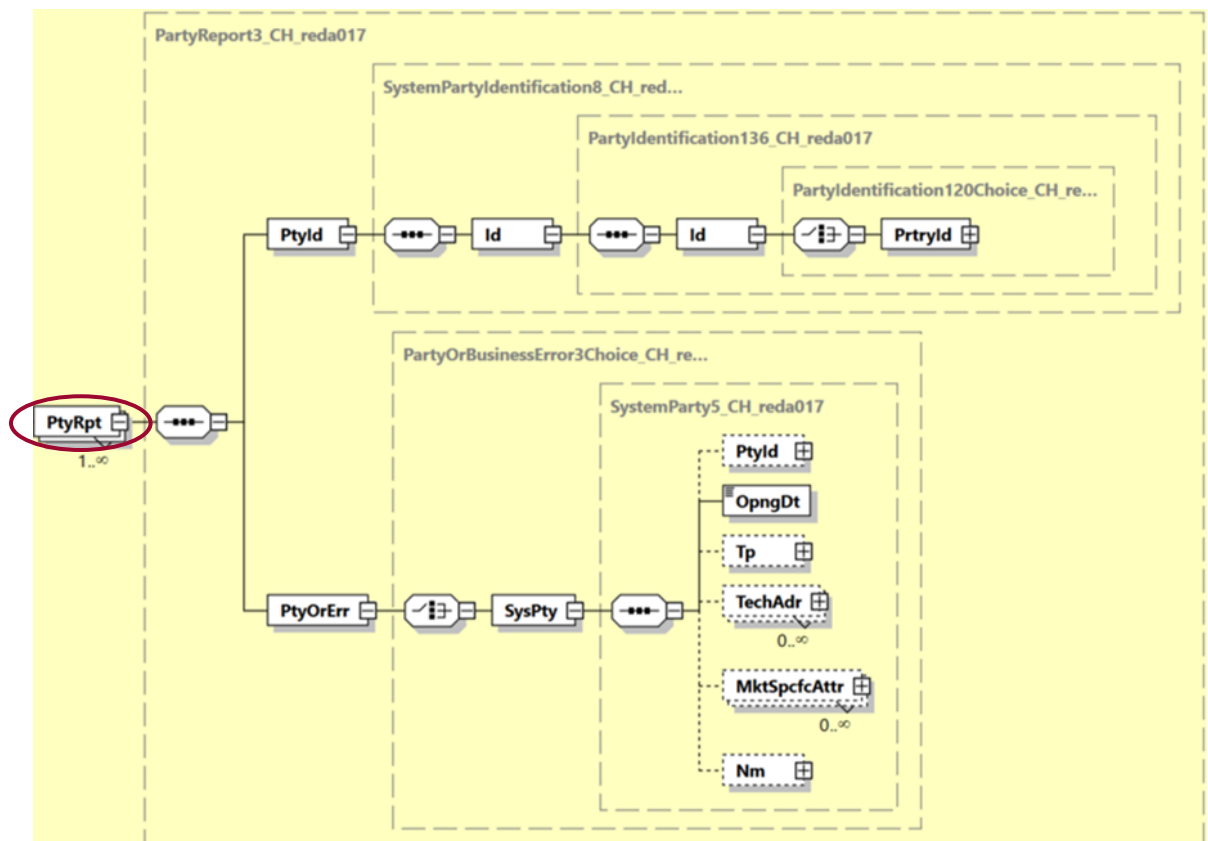 PartyReport3_CH_reda017
SystemPartyIdentification8_CH_red...
PartyIdentification136_CH_reda017
PartyIdentification120Choice_CH_re...
PtyId
Id
Id
PrtryId
PartyOrBusinessError3Choice_CH_re...
SystemParty5_CH_reda017
PtyRpt
1..∞
PtyId
OpngDt
Tp
TechAdr
0..∞
PtyOrErr
SysPty
MktSpcfcAttr
0..∞
Nm